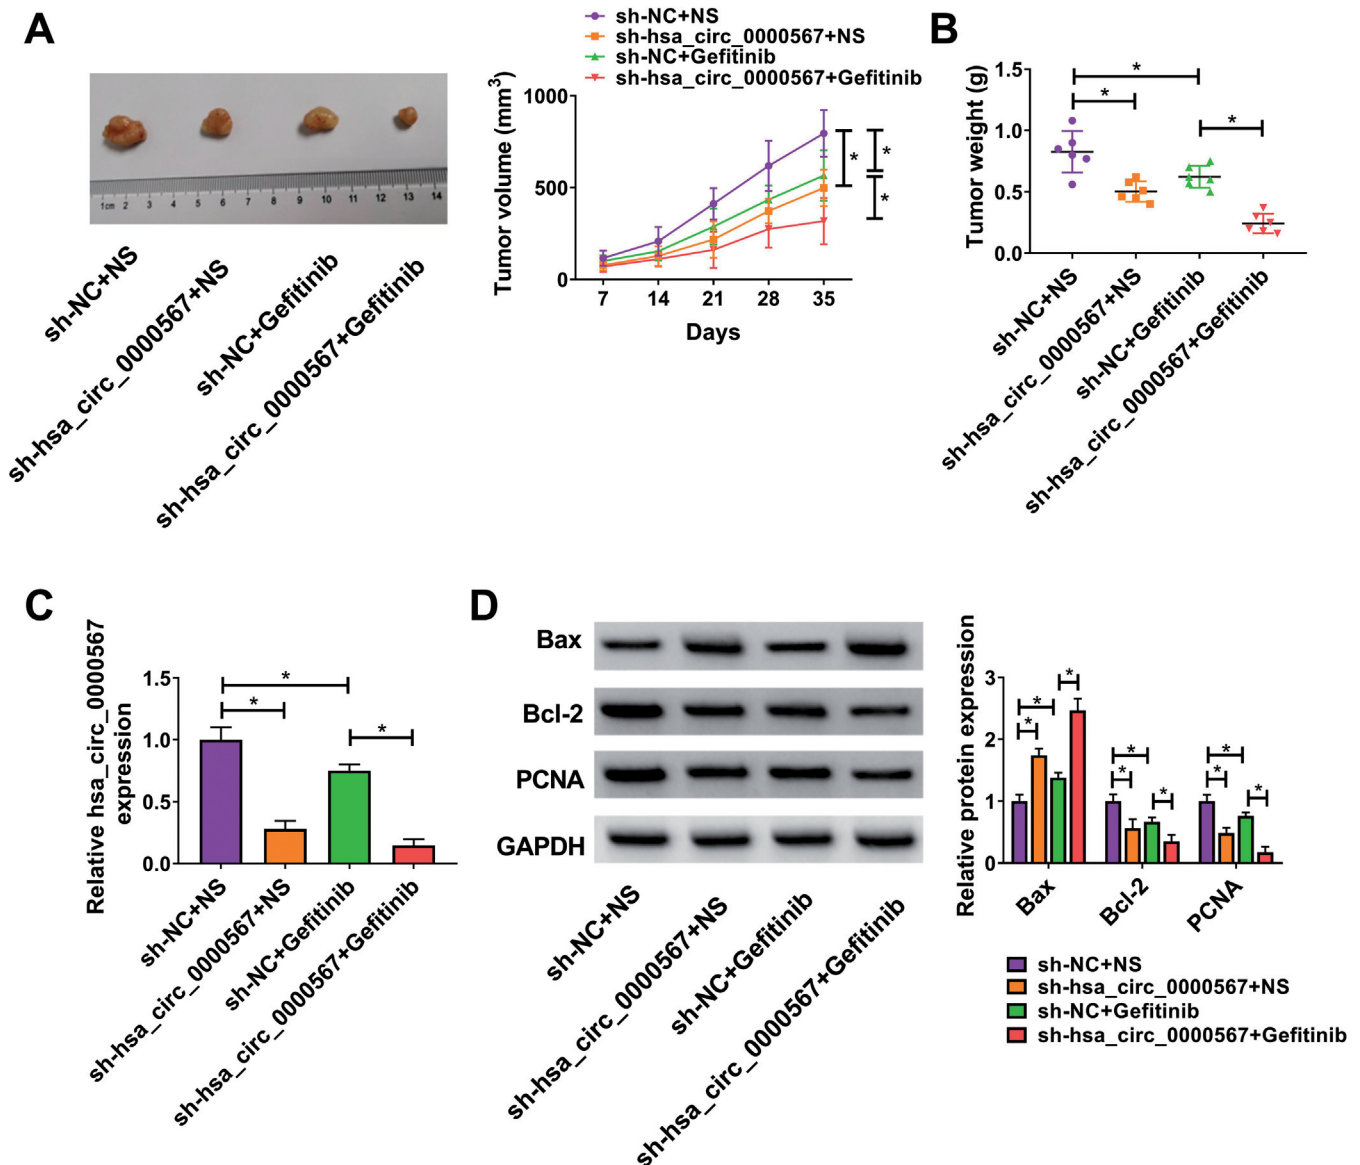 A
sh-NC+NS
sh-hsa_circ_0000567+NS
sh-NC+Gefitinib
sh-hsa_circ_0000567+Gefitinib
1cm 2 3 4 5 6 7 8 9 10 11 12 13 14
sh-NC+NS
sh-hsa_circ_0000567+NS
sh-NC+Gefitinib
sh-hsa_circ_0000567+Gefitinib
Tumor volume (mm3)
1000
500
0
* * *
7 14 21 28 35
Days
B
Tumor weight (g)
1.5
1.0
0.5
0.0
* * *
sh-NC+NS
sh-hsa_circ_0000567+NS
sh-NC+Gefitinib
sh-hsa_circ_0000567+Gefitinib
C
Relative hsa_circ_0000567
expression
1.5
1.0
0.5
0.0
* * *
sh-NC+NS
sh-hsa_circ_0000567+NS
sh-NC+Gefitinib
sh-hsa_circ_0000567+Gefitinib
D
Bax
Bcl-2
PCNA
GAPDH
sh-NC+NS
sh-hsa_circ_0000567+NS
sh-NC+Gefitinib
sh-hsa_circ_0000567+Gefitinib
Relative protein expression
3
2
1
0
* * * * * * * * *
Bax Bcl-2 PCNA
sh-NC+NS
sh-hsa_circ_0000567+NS
sh-NC+Gefitinib
sh-hsa_circ_0000567+Gefitinib